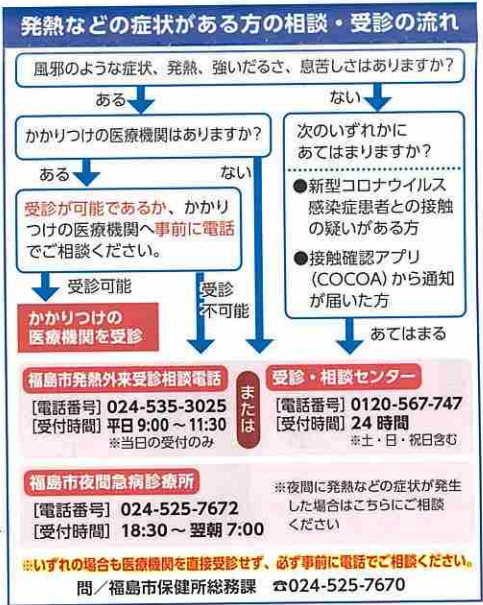 発熱などの症状がある方の相談・受診の流れ
風邪のような症状、発熱、強いだるさ、息苦しさはありますか?
ある
ない
かかりつけの医療機関はありますか?
ある
ない
受診が可能であるか、かかり
つけの医療機関へ事前に電話
でご相談ください。
受診可能
受診
不可能
かかりつけの
医療機関を受診
次のいずれかに
あてはまりますか?
●新型コロナウイルス
感染症患者との接触
の疑いがある方
●接触確認アプリ
(COCOA)から通知
が届いた方
あてはまる
福島市発熱外来受診相談電話
[電話番号] 024-535-3025
[受付時間] 平日 9:00~11:30
※当日の受付のみ
または
受診・相談センター
[電話番号] 0120-567-747
[受付時間] 24 時間
※土・日・祝日含む
福島市夜間急病診療所
[電話番号] 024-525-7672
[受付時間] 18:30~翌朝 7:00
※夜間に発熱などの症状が発生
した場合はこちらにご相談
ください
※いずれの場合も医療機関を直接受診せず、必ず事前に電話でご相談ください。
問/福島市保健所総務課 ☎024-525-7670